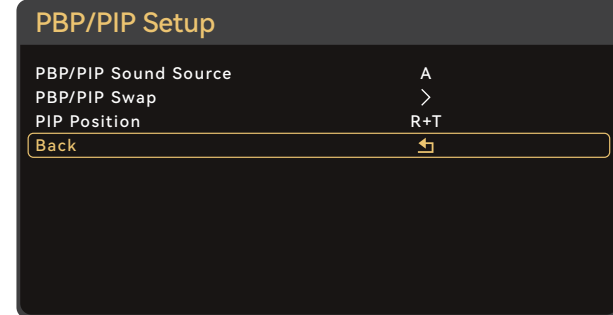 PBP/PIP Setup
PBP/PIP Sound Source A
PBP/PIP Swap >
PIP Position R+T
Back